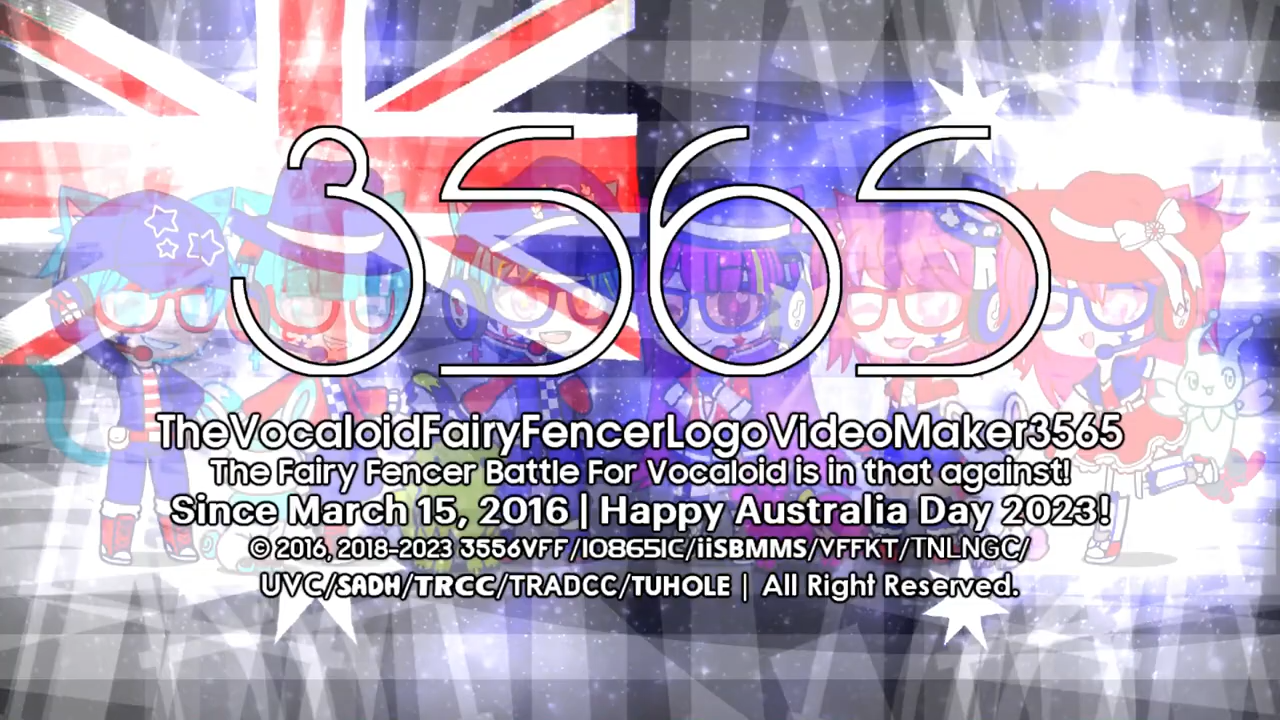 3565
TheVocaloidFairyFencerLogoVideoMaker3565
The Fairy Fencer Battle For Vocaloid is in that against!
Since March 15, 2016 | Happy Australia Day 2023!
© 2016, 2018-2023 3556VFF/IO865IC/iiSBMMS/VFFKT/TNLNGC/
UVC/SADH/TRCC/TRADCC/TUHOLE | All Right Reserved.